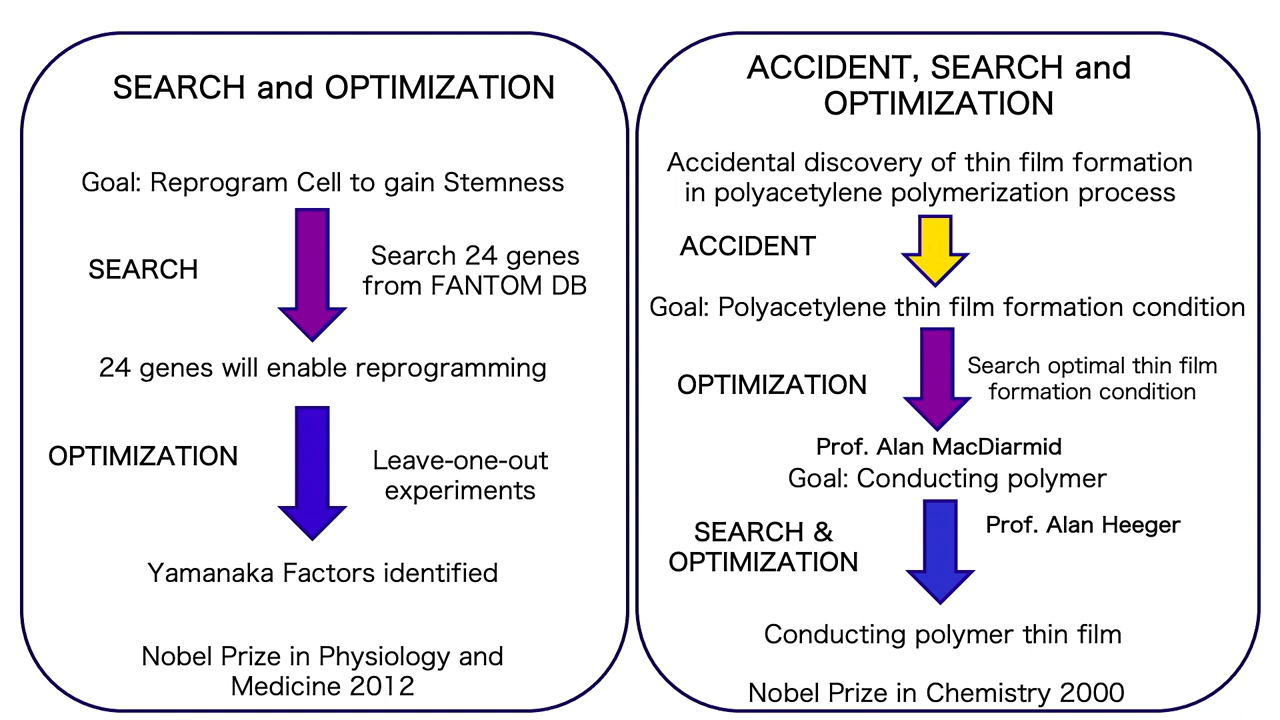 SEARCH and OPTIMIZATION
Goal: Reprogram Cell to gain Stemness
SEARCH
Search 24 genes
from FANTOM DB
24 genes will enable reprogramming
OPTIMIZATION
Leave-one-out
experiments
Yamanaka Factors identified
Nobel Prize in Physiology and
Medicine 2012
ACCIDENT, SEARCH and
OPTIMIZATION
Accidental discovery of thin film formation
in polyacetylene polymerization process
ACCIDENT
Goal: Polyacetylene thin film formation condition
OPTIMIZATION
Search optimal thin film
formation condition
Prof. Alan MacDiarmid
Goal: Conducting polymer
Prof. Alan Heeger
SEARCH &
OPTIMIZATION
Conducting polymer thin film
Nobel Prize in Chemistry 2000